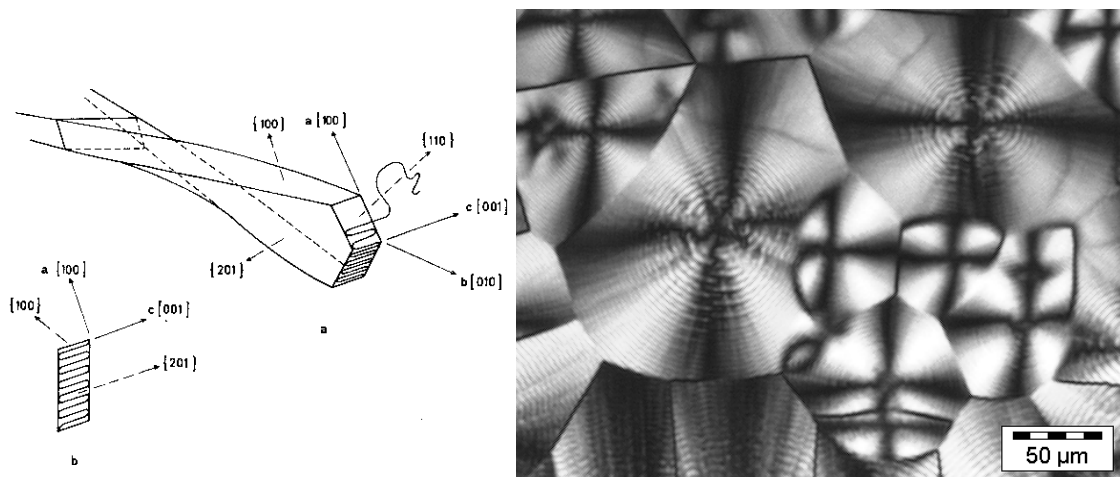 {100}
a [100]
{110}
c [001]
{201}
b [010]
a
a [100]
{100}
c [001]
{201}
b
50 µm